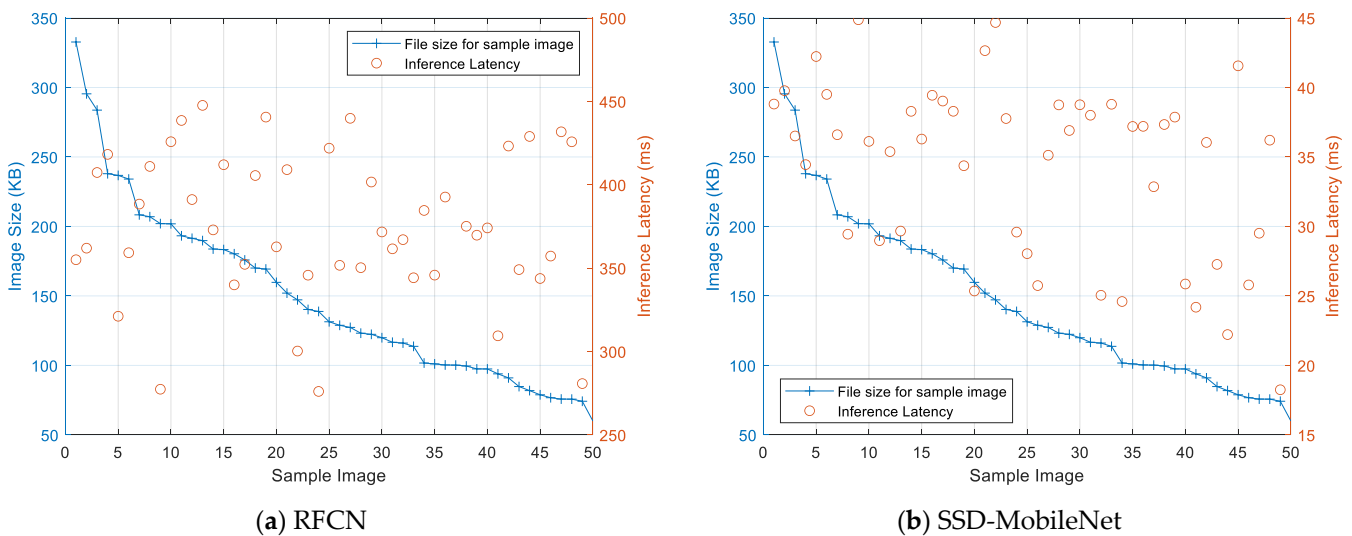 350
300
250
200
150
100
50
Image Size (KB)
500
450
400
350
300
250
Inference Latency (ms)
File size for sample image
Inference Latency
0 5 10 15 20 25 30 35 40 45 50
Sample Image
(a) RFCN
350
300
250
200
150
100
50
Image Size (KB)
45
40
35
30
25
20
15
Inference Latency (ms)
File size for sample image
Inference Latency
0 5 10 15 20 25 30 35 40 45 50
Sample Image
(b) SSD-MobileNet